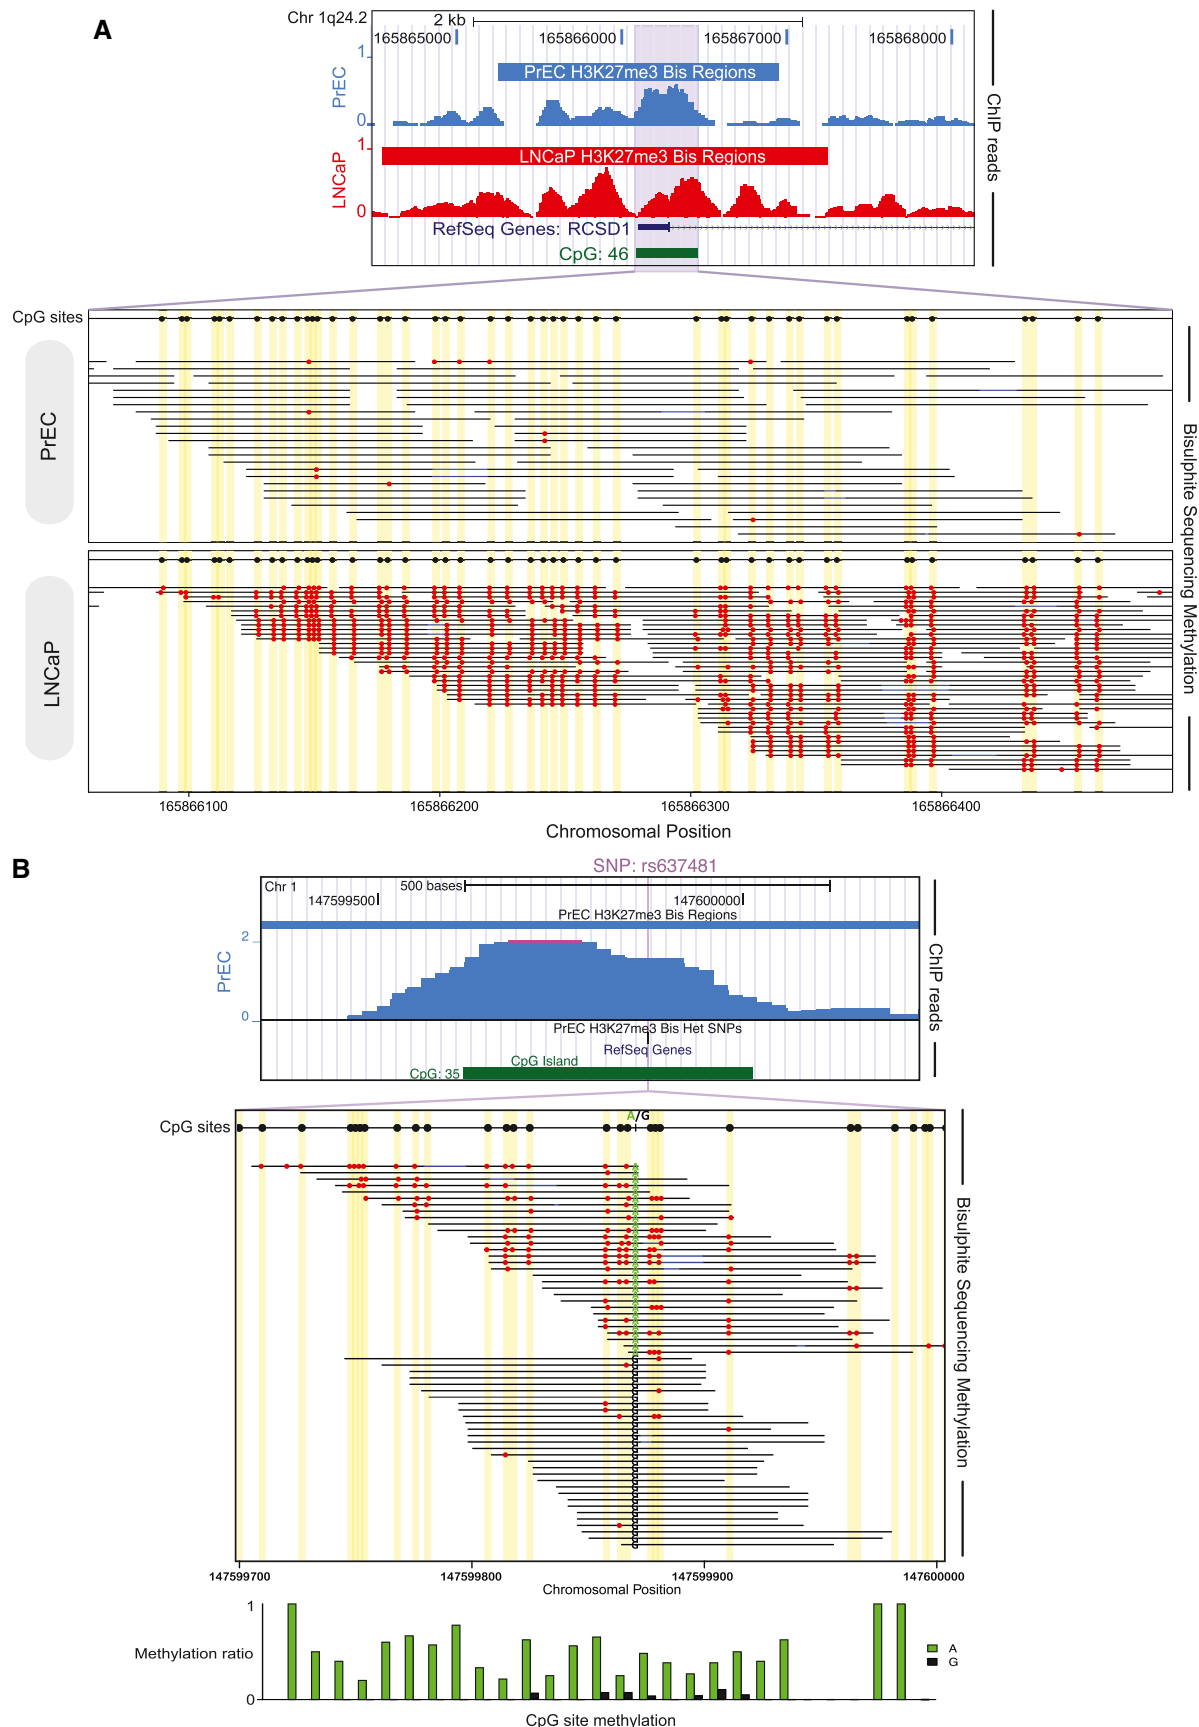 A
Chr 1q24.2
2 kb
165865000
165866000
165867000
165868000
1
PrEC H3K27me3 Bis Regions
PrEC
0
1
LNCaP H3K27me3 Bis Regions
LNCaP
0
RefSeq Genes: RCSD1
CpG: 46
ChIP reads
CpG sites
PrEC
LNCaP
Bisulphite Sequencing Methylation
165866100
165866200
165866300
165866400
Chromosomal Position
B
SNP: rs637481
Chr 1
500 bases
147599500
147600000
PrEC H3K27me3 Bis Regions
2
PrEC
0
PrEC H3K27me3 Bis Het SNPs
RefSeq Genes
CpG Island
CpG: 35
ChIP reads
A/G
CpG sites
Bisulphite Sequencing Methylation
147599700
147599800
147599900
147600000
Chromosomal Position
1
Methylation ratio
0
A
G
CpG site methylation